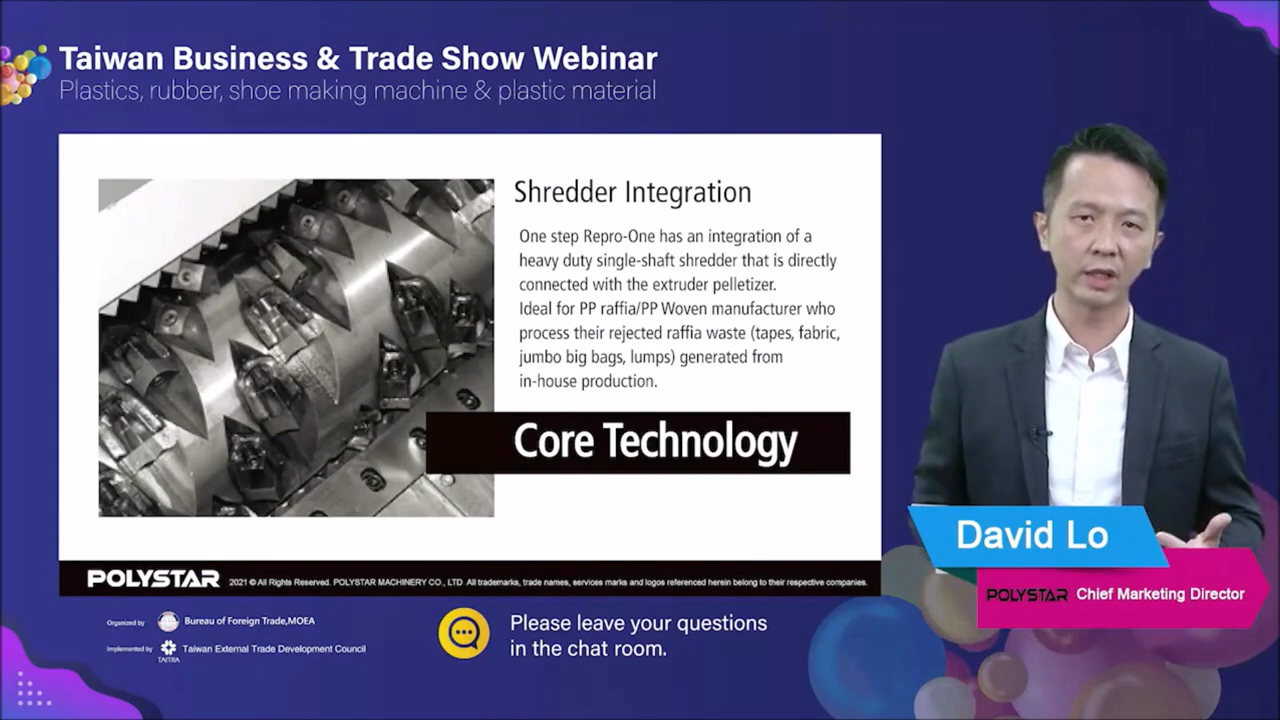 Taiwan Business & Trade Show Webinar
Plastics, rubber, shoe making machine & plastic material
Shredder Integration
One step Repro-One has an integration of a
heavy duty single-shaft shredder that is directly
connected with the extruder pelletizer.
Ideal for PP raffia/PP Woven manufacturer who
process their rejected raffia waste (tapes, fabric,
jumbo big bags, lumps) generated from
in-house production.
Core Technology
POLYSTAR 2021 © All Rights Reserved. POLYSTAR MACHINERY CO., LTD All trademarks, trade names, services marks and logos referenced herein belong to their respective companies.
David Lo
POLYSTAR Chief Marketing Director
Organized by Bureau of Foreign Trade,MOEA
Implemented by TAITRA Taiwan External Trade Development Council
Please leave your questions
in the chat room.